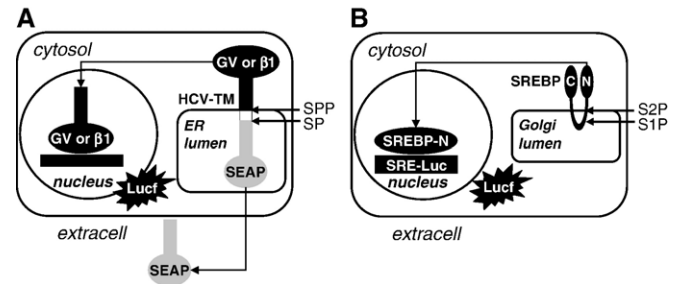 A
cytosol
GV or β1
HCV-TM
SPP
SP
ER
lumen
GV or β1
SEAP
nucleus
Lucf
extracell
SEAP
B
cytosol
SREBP
C N
S2P
S1P
Golgi
lumen
SREBP-N
SRE-Luc
nucleus
Lucf
extracell